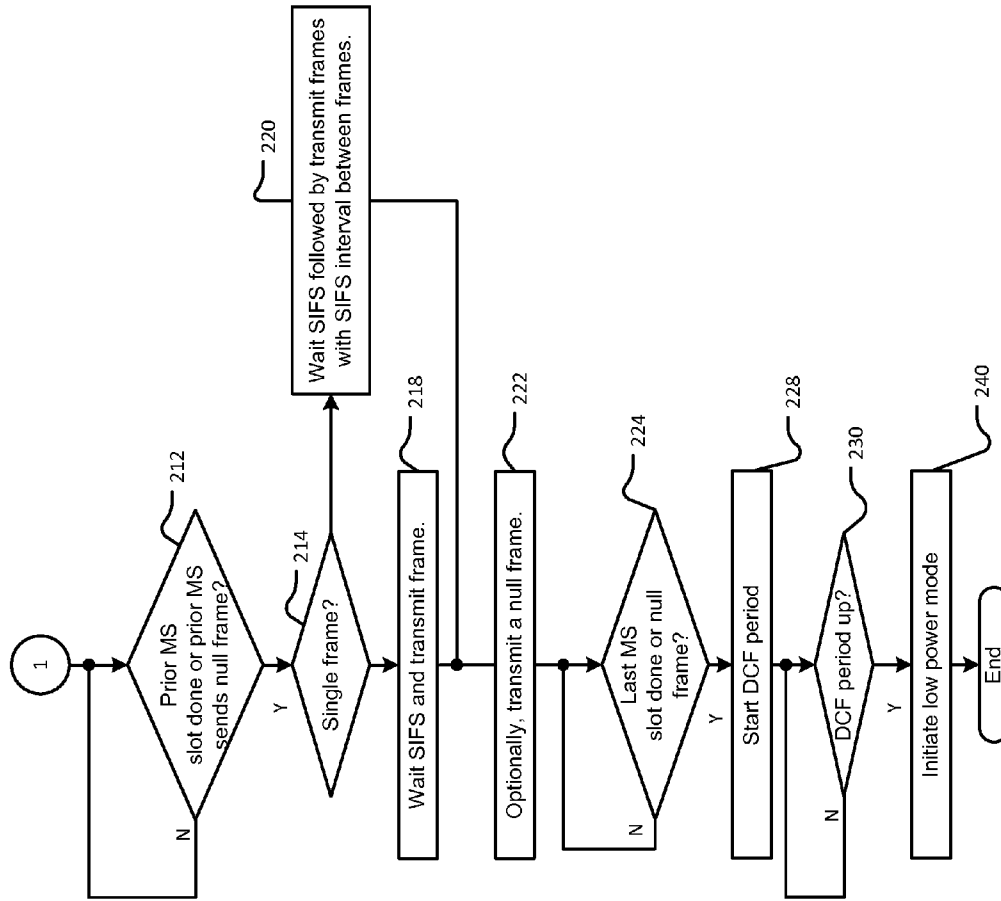 1
Prior MS
slot done or prior MS
sends null frame?
212
N
Y
Single frame?
214
Wait SIFS followed by transmit frames
with SIFS interval between frames.
220
Wait SIFS and transmit frame.
218
Optionally, transmit a null frame.
222
Last MS
slot done or null
frame?
224
N
Y
Start DCF period
228
DCF period up?
230
N
Y
Initiate low power mode
240
End